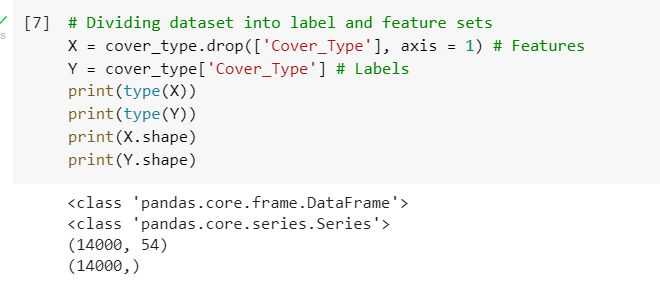 [7] # Dividing dataset into label and feature sets
X = cover_type.drop(['Cover_Type'], axis = 1) # Features
Y = cover_type['Cover_Type'] # Labels
print(type(X))
print(type(Y))
print(X.shape)
print(Y.shape)
<class 'pandas.core.frame.DataFrame'>
<class 'pandas.core.series.Series'>
(14000, 54)
(14000,)